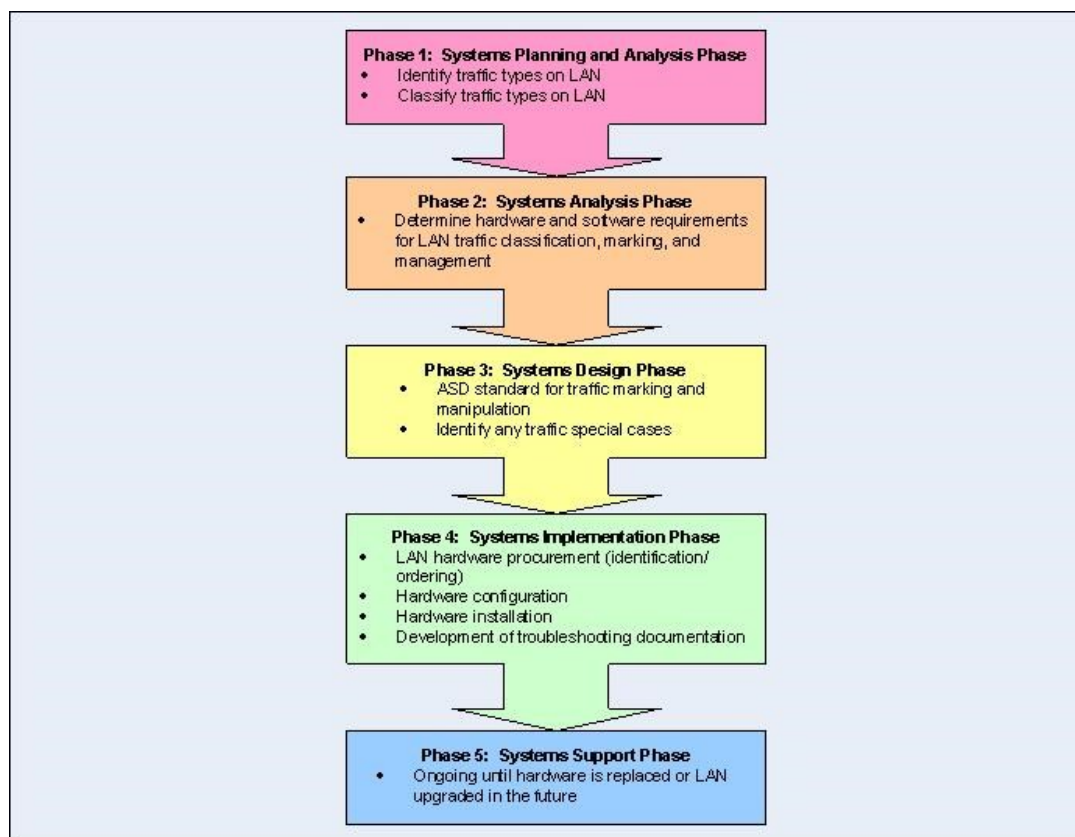 Phase 1: Systems Planning and Analysis Phase
• Identify traffic types on LAN
• Classify traffic types on LAN
Phase 2: Systems Analysis Phase
• Determine hardware and software requirements
for LAN traffic classification, marking, and
management
Phase 3: Systems Design Phase
• ASD standard for traffic marking and
manipulation
• Identify any traffic special cases
Phase 4: Systems Implementation Phase
• LAN hardware procurement (identification/
ordering)
• Hardware configuration
• Hardware installation
• Development of troubleshooting documentation
Phase 5: Systems Support Phase
• Ongoing until hardware is replaced or LAN
upgraded in the future